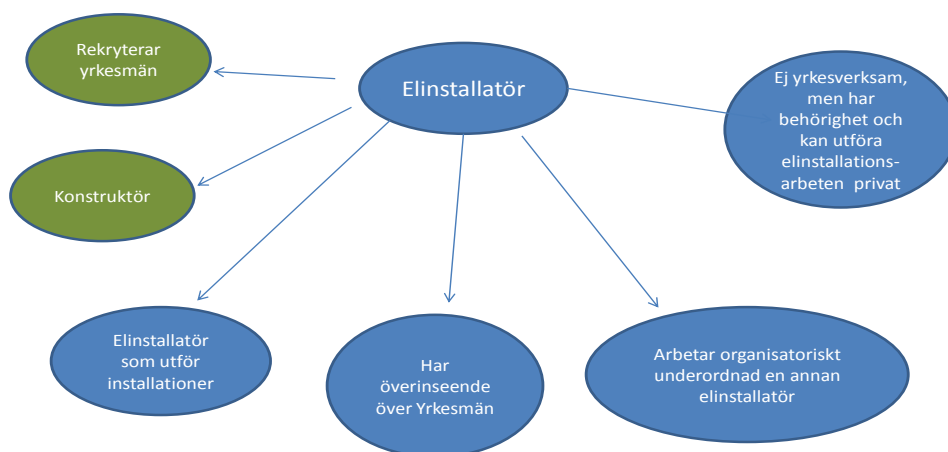 Rekryterar
yrkesmän
Elinstallatör
Ej yrkesverksam,
men har
behörighet och
kan utföra
elinstallations-
arbeten privat
Konstruktör
Elinstallatör
som utför
installationer
Har
överinseende
över Yrkesmän
Arbetar organisatoriskt
underordnad en annan
elinstallatör